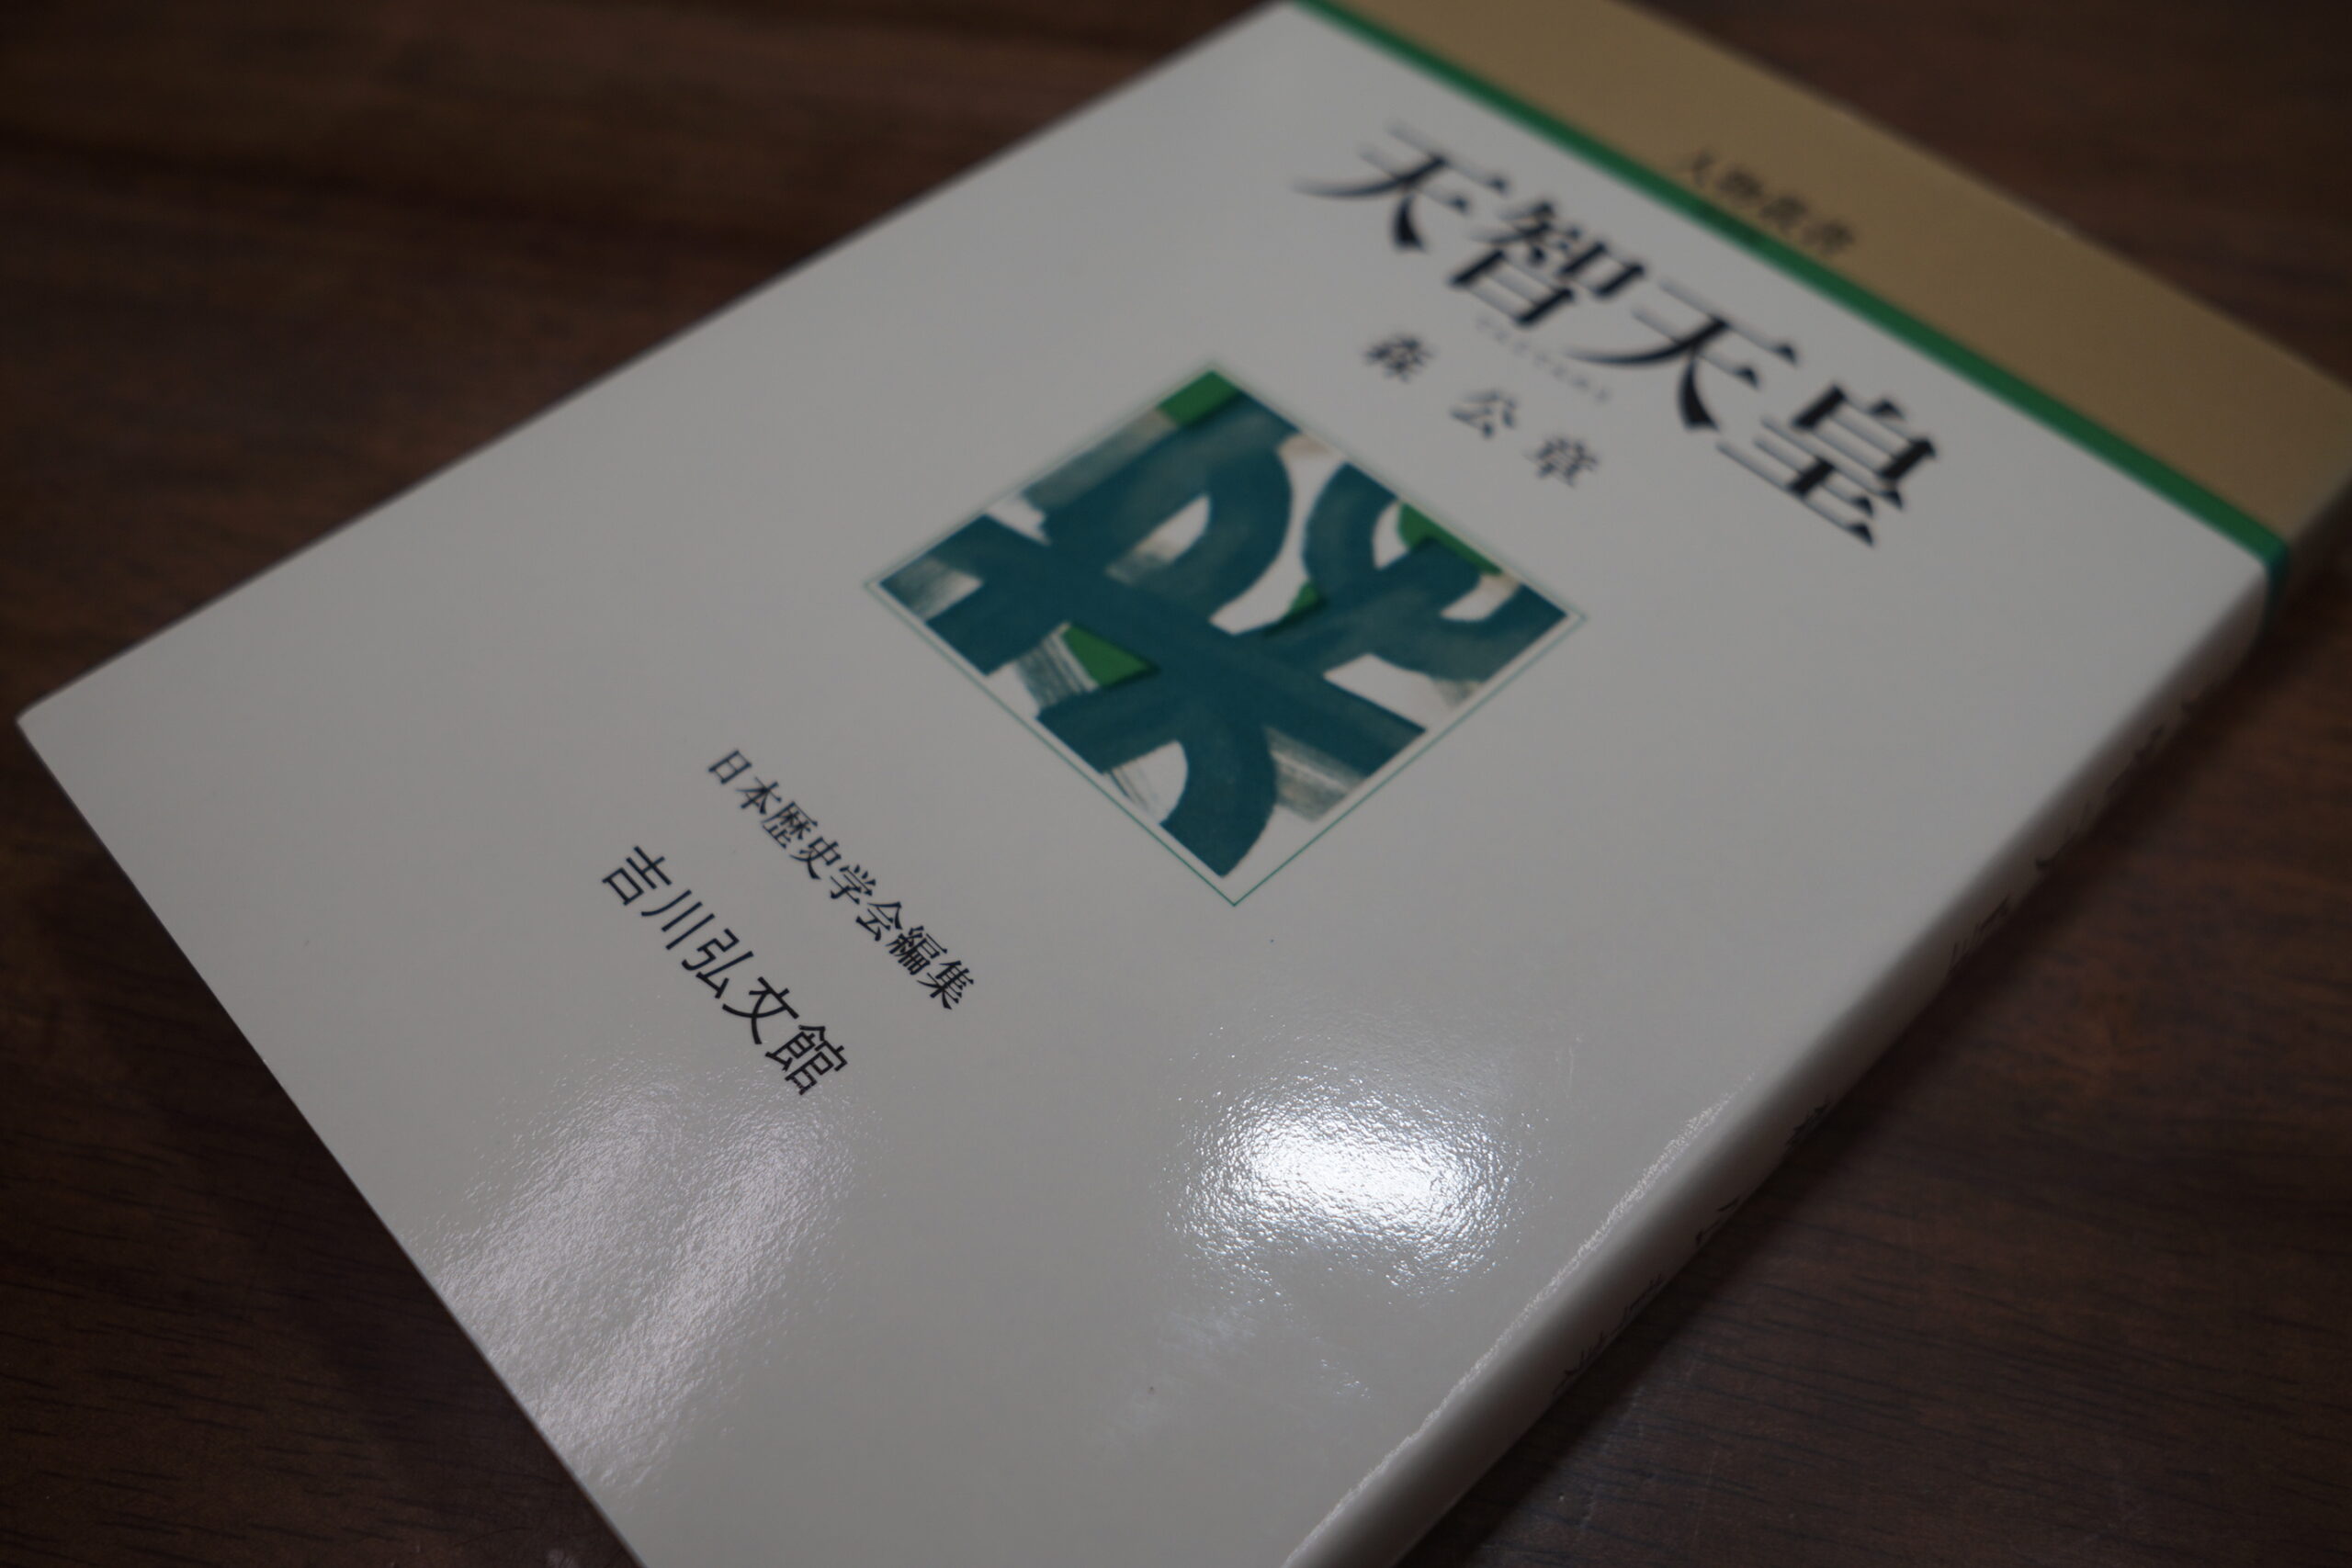 人物叢書
天智天皇
森 公 章
日本歴史学会編集
吉川弘文館